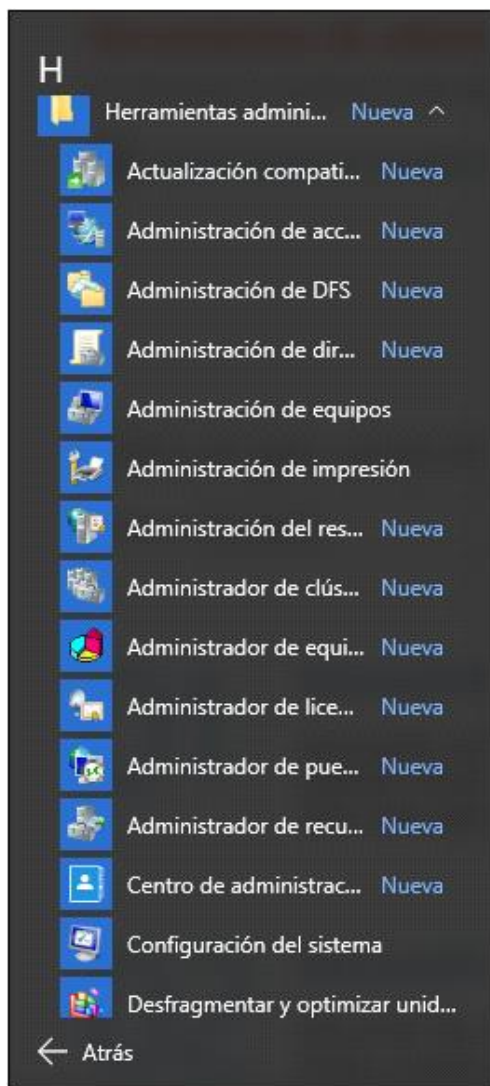 H
Herramientas admini... Nueva
Actualización compati... Nueva
Administración de acc... Nueva
Administración de DFS Nueva
Administración de dir... Nueva
Administración de equipos
Administración de impresión
Administración del res... Nueva
Administrador de clús... Nueva
Administrador de equi... Nueva
Administrador de lice... Nueva
Administrador de pue... Nueva
Administrador de recu... Nueva
Centro de administrac... Nueva
Configuración del sistema
Desfragmentar y optimizar unid...
Atrás